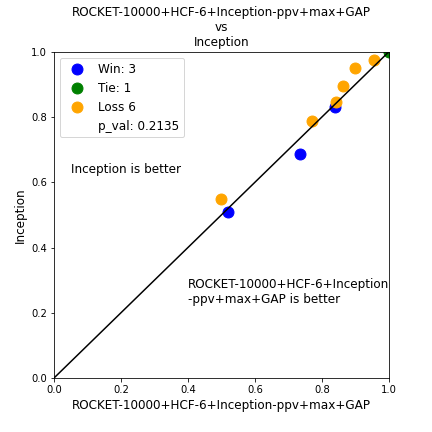 ROCKET-10000+HCF-6+Inception-ppv+max+GAP
vs
Inception
Win: 3
Tie: 1
Loss 6
p_val: 0.2135
Inception is better
ROCKET-10000+HCF-6+Inception
-ppv+max+GAP is better
Inception
1.0
0.8
0.6
0.4
0.2
0.0
0.0 0.2 0.4 0.6 0.8 1.0
ROCKET-10000+HCF-6+Inception-ppv+max+GAP